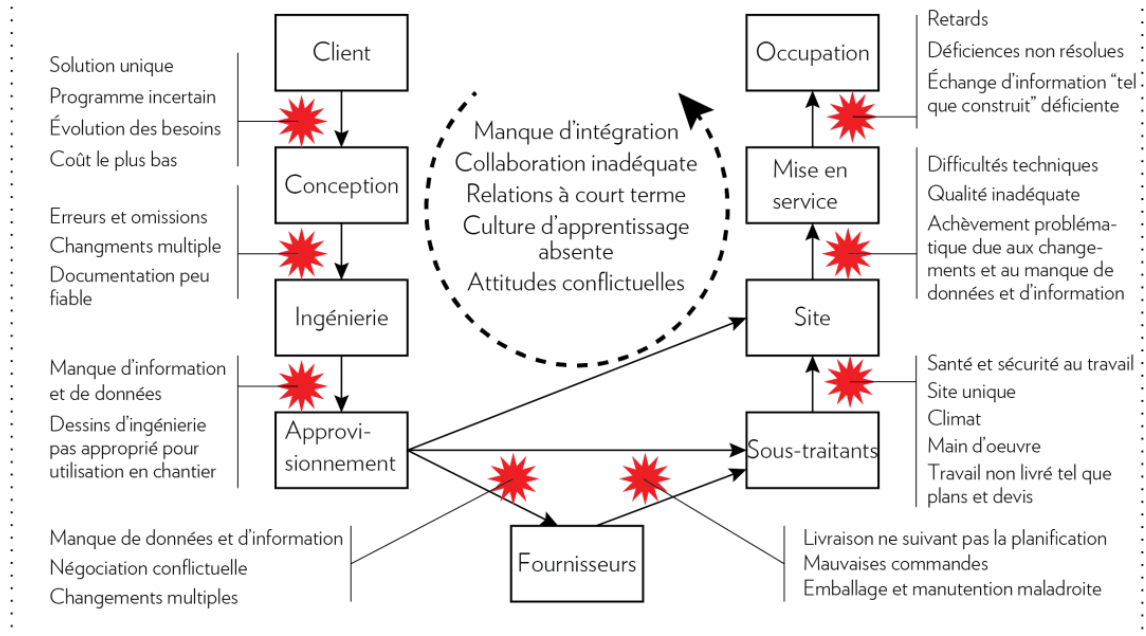 Client
Solution unique
Programme incertain
Évolution des besoins
Coût le plus bas
Conception
Erreurs et omissions
Changments multiple
Documentation peu
fiable
Ingénierie
Manque d'information
et de données
Dessins d'ingénierie
pas approprié pour
utilisation en chantier
Approvi-
sionnement
Manque de données et d'information
Négociation conflictuelle
Changements multiples
Fournisseurs
Manque d'intégration
Collaboration inadéquate
Relations à court terme
Culture d'apprentissage
absente
Attitudes conflictuelles
Occupation
Retards
Déficiences non résolues
Échange d'information "tel
que construit" déficiente
Mise en
service
Difficultés techniques
Qualité inadéquate
Achèvement probléma-
tique due aux change-
ments et au manque de
données et d'information
Site
Santé et sécurité au travail
Site unique
Climat
Main d'oeuvre
Travail non livré tel que
plans et devis
Sous-traitants
Livraison ne suivant pas la planification
Mauvaises commandes
Emballage et manutention maladroite